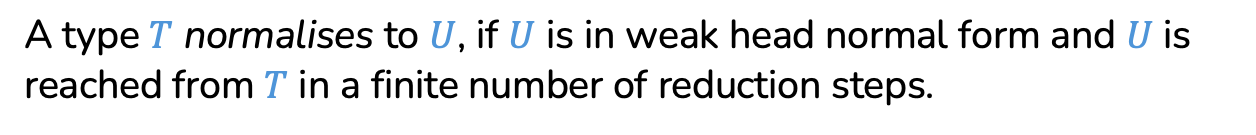 A type T normalises to U, if U is in weak head normal form and U is
reached from T in a finite number of reduction steps.